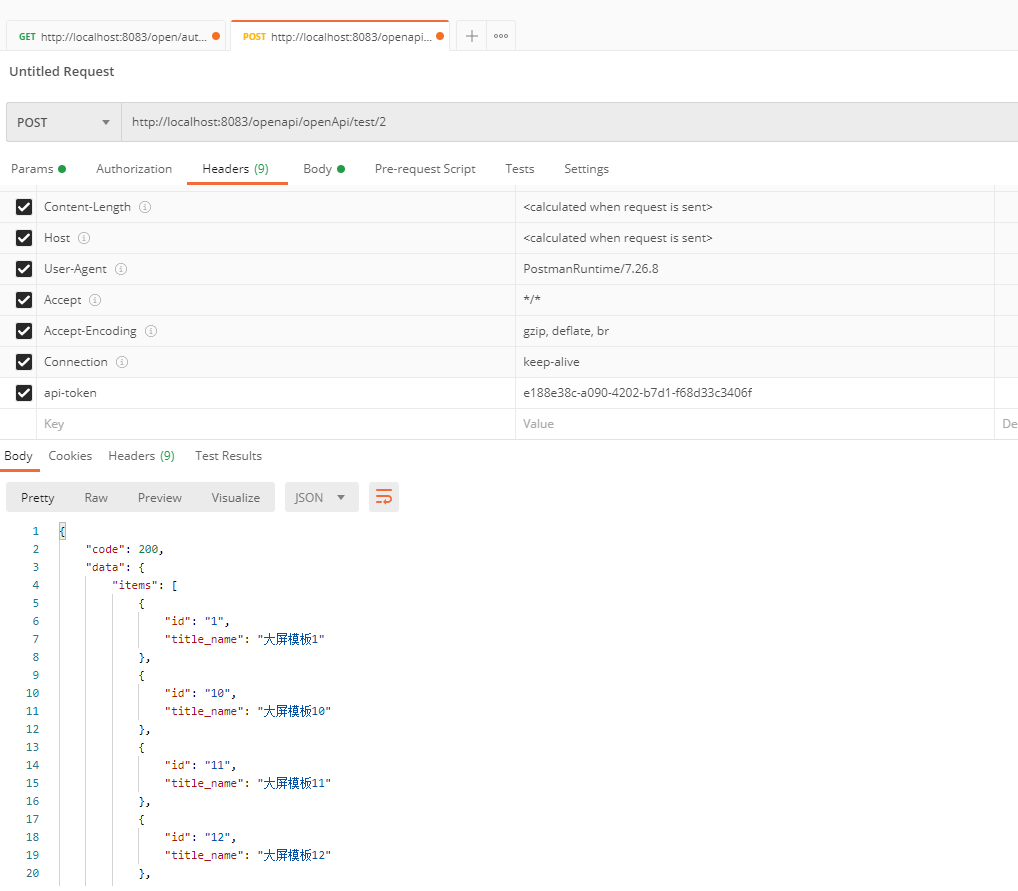 GET http://localhost:8083/open/aut... POST http://localhost:8083/openapi...
Untitled Request
POST http://localhost:8083/openapi/openApi/test/2
Params Authorization Headers (9) Body Pre-request Script Tests Settings
Content-Length <calculated when request is sent>
Host <calculated when request is sent>
User-Agent PostmanRuntime/7.26.8
Accept */*
Accept-Encoding gzip, deflate, br
Connection keep-alive
api-token e188e38c-a090-4202-b7d1-f68d33c3406f
Key Value De
Body Cookies Headers (9) Test Results
Pretty Raw Preview Visualize JSON
1 {
2 "code": 200,
3 "data": {
4 "items": [
5 {
6 "id": "1",
7 "title_name": "大屏模板1"
8 },
9 {
10 "id": "10",
11 "title_name": "大屏模板10"
12 },
13 {
14 "id": "11",
15 "title_name": "大屏模板11"
16 },
17 {
18 "id": "12",
19 "title_name": "大屏模板12"
20 },